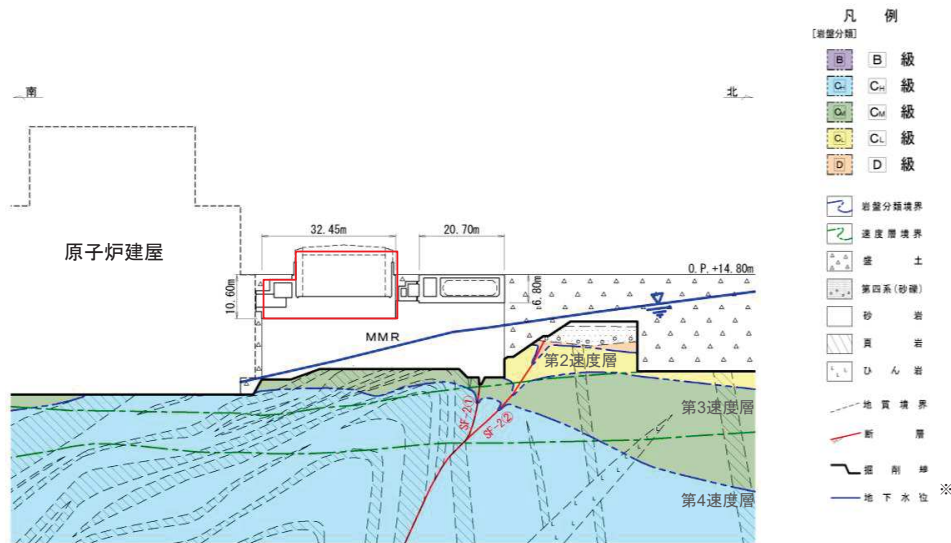 凡 例
[岩盤分類]
B B 級
CH CH 級
CM CM 級
CL CL 級
D D 級
岩盤分類境界
速度層境界
盛 土
第四系(砂礫)
砂 岩
頁 岩
ひ ん 岩
地 質 境 界
断 層
掘 削 線
地 下 水 位 ※
南
北
原子炉建屋
32.45m
20.70m
O.P.+14.80m
10.60m
6.80m
MMR
第2速度層
第3速度層
第4速度層
SF-2①
SF-2②